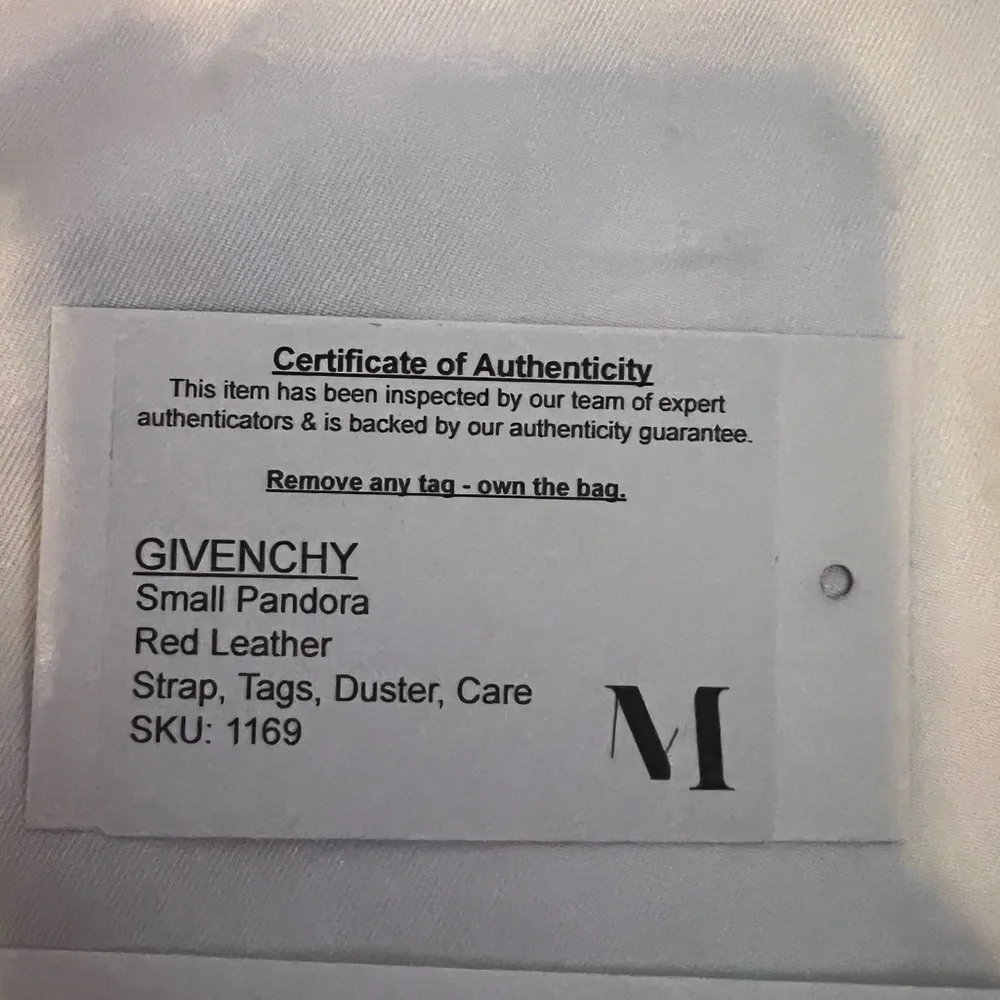 Certificate of Authenticity
This item has been inspected by our team of expert
authenticators & is backed by our authenticity guarantee.
Remove any tag - own the bag.
GIVENCHY
Small Pandora
Red Leather
Strap, Tags, Duster, Care
SKU: 1169
M